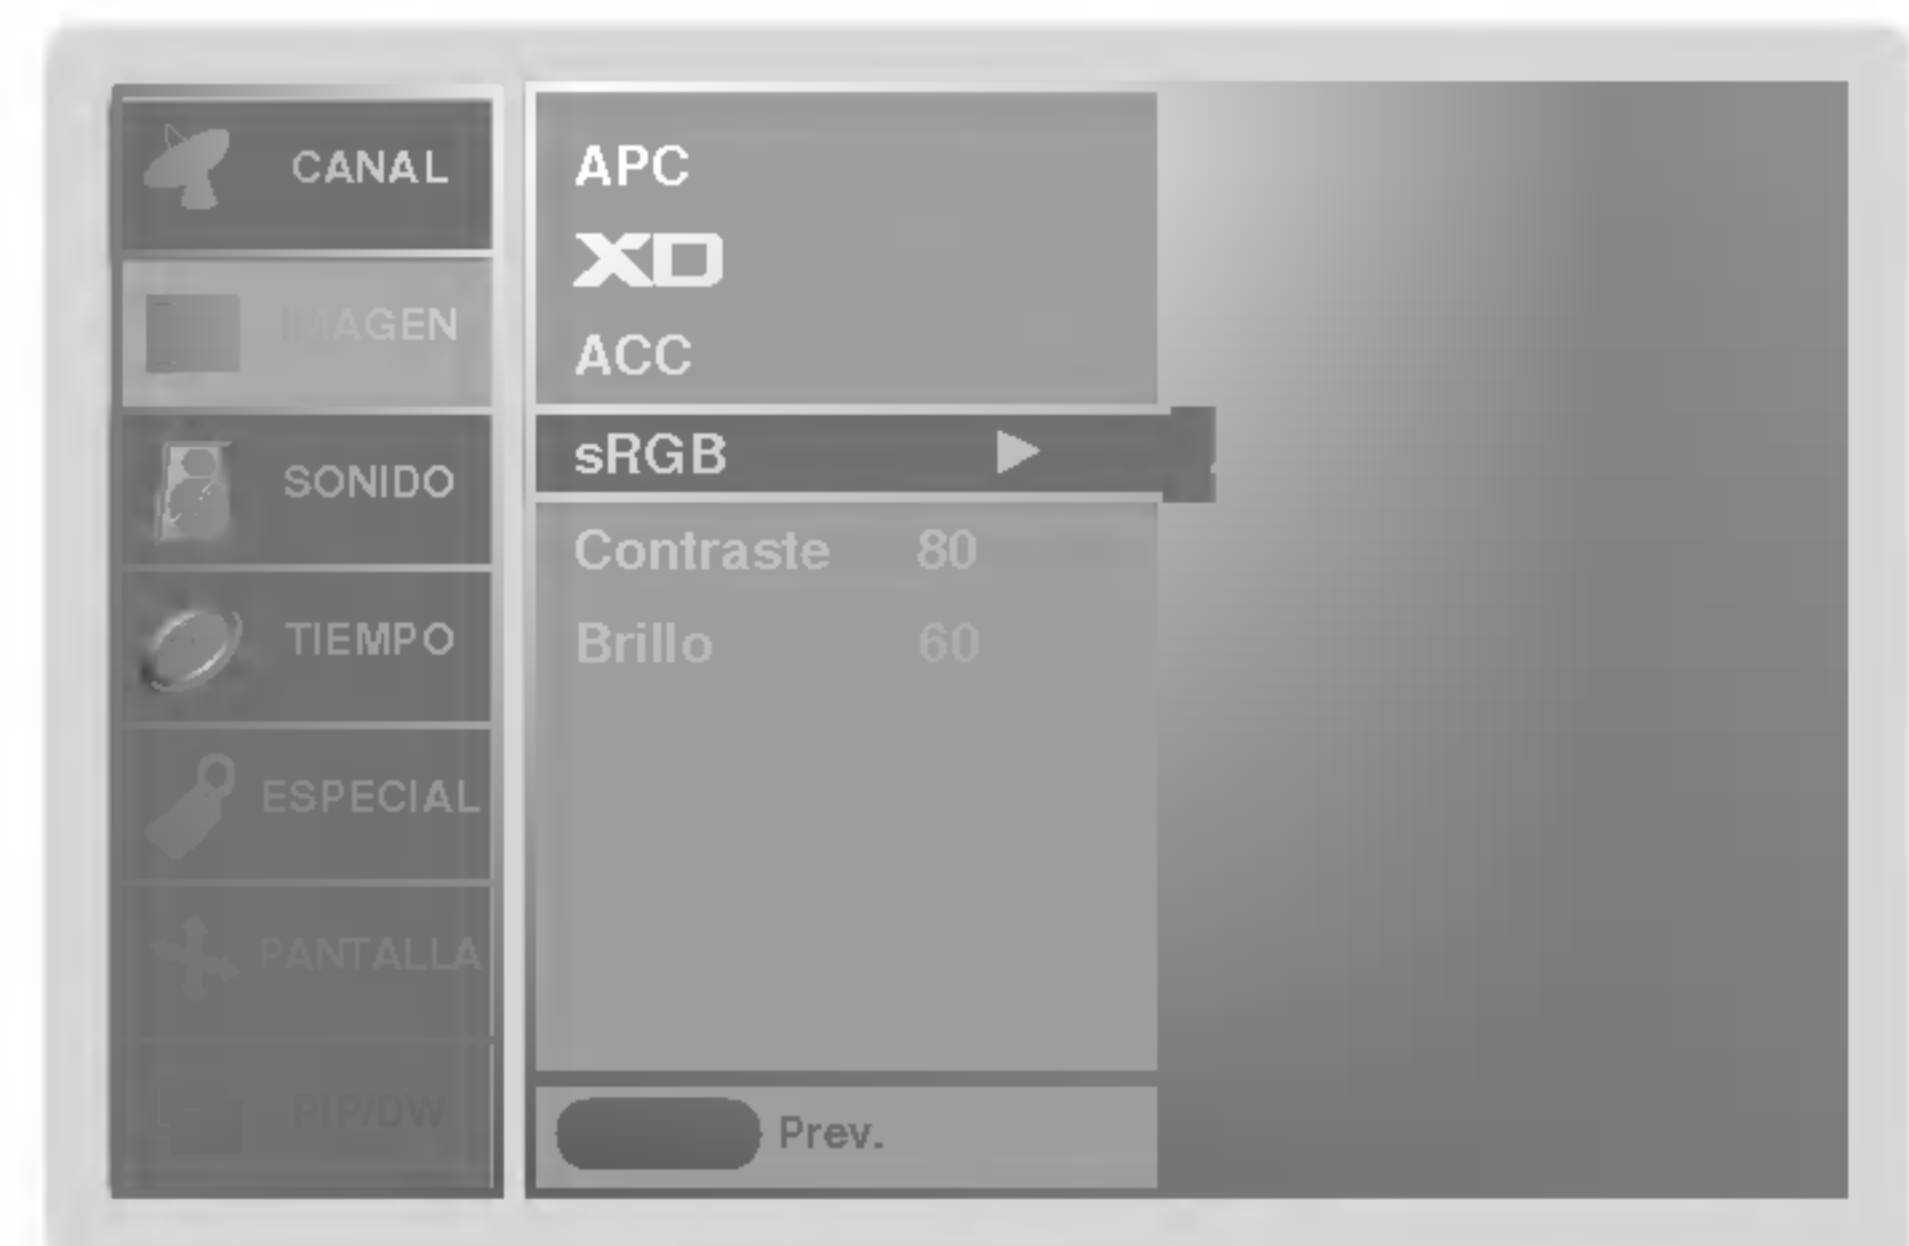 CANAL
IMAGEN
SONIDO
TIEMPO
ESPECIAL
PANTALLA
PIP/DW
APC
XD
ACC
sRGB
Contraste 80
Brillo 60
Prev.